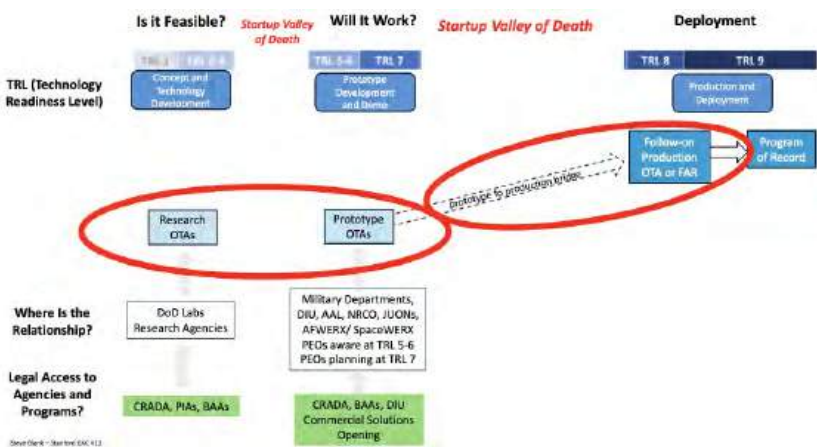 Is it Feasible?
Startup Valley
of Death
Will It Work?
Startup Valley of Death
Deployment
TRL 5-6
TRL 7
TRL 8
TRL 9
TRL (Technology
Readiness Level)
Concept and
Technology
Development
Prototype
Development
and Demo
Production and
Deployment
Follow-on
Production
OTA or FAR
Program
of Record
prototype to production bridge
Research
OTAs
Prototype
OTAs
Where Is the
Relationship?
DoD Labs
Research Agencies
Military Departments,
DIU, AAL, NRCO, JUONs,
AFWERX/ SpaceWERX
PEOs aware at TRL 5-6
PEOs planning at TRL 7
Legal Access to
Agencies and
Programs?
CRADA, PIAs, BAAs
CRADA, BAAs, DIU
Commercial Solutions
Opening